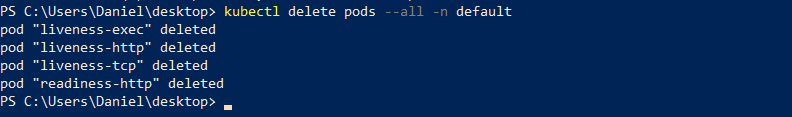 PS C:\Users\Daniel\desktop> kubectl delete pods --all -n default
pod "liveness-exec" deleted
pod "liveness-http" deleted
pod "liveness-tcp" deleted
pod "readiness-http" deleted
PS C:\Users\Daniel\desktop>